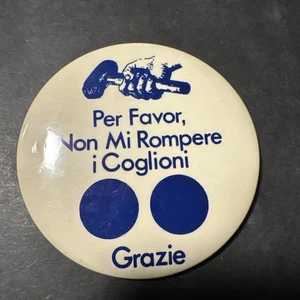 Per Favor,
Non Mi Rompere
i Coglioni
Grazie